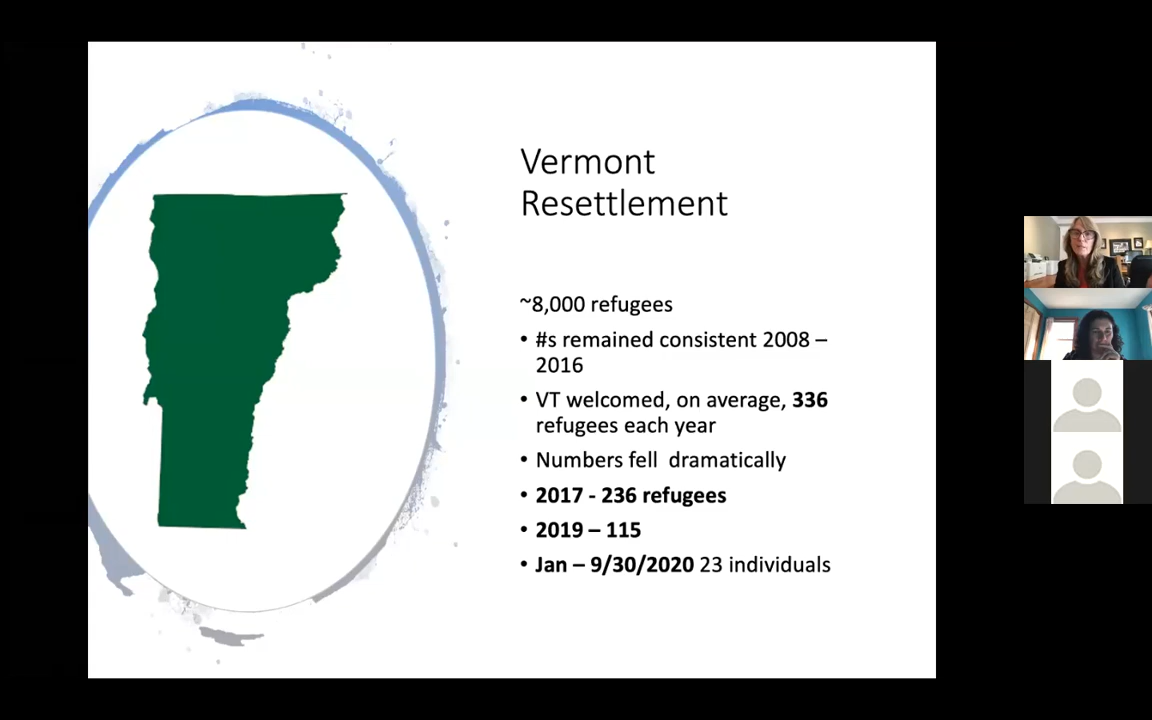 Vermont
Resettlement
~8,000 refugees
• #s remained consistent 2008 –
2016
• VT welcomed, on average, 336
refugees each year
• Numbers fell  dramatically
• 2017 - 236 refugees
• 2019 – 115
• Jan – 9/30/2020 23 individuals